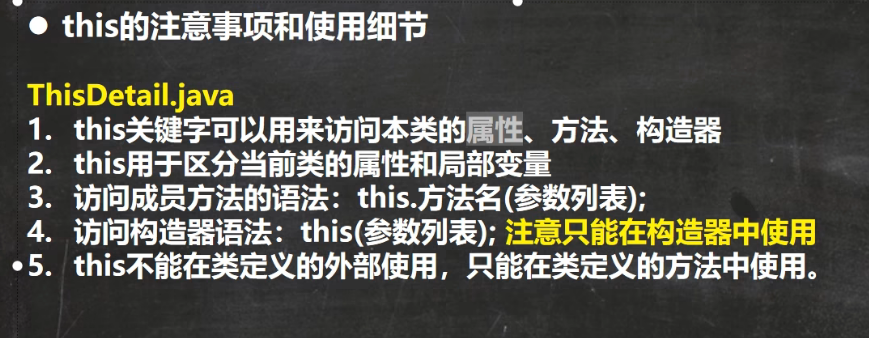 ● this的注意事项和使用细节
ThisDetail.java
1. this关键字可以用来访问本类的属性、方法、构造器
2. this用于区分当前类的属性和局部变量
3. 访问成员方法的语法：this.方法名(参数列表);
4. 访问构造器语法：this(参数列表); 注意只能在构造器中使用
5. this不能在类定义的外部使用，只能在类定义的方法中使用。